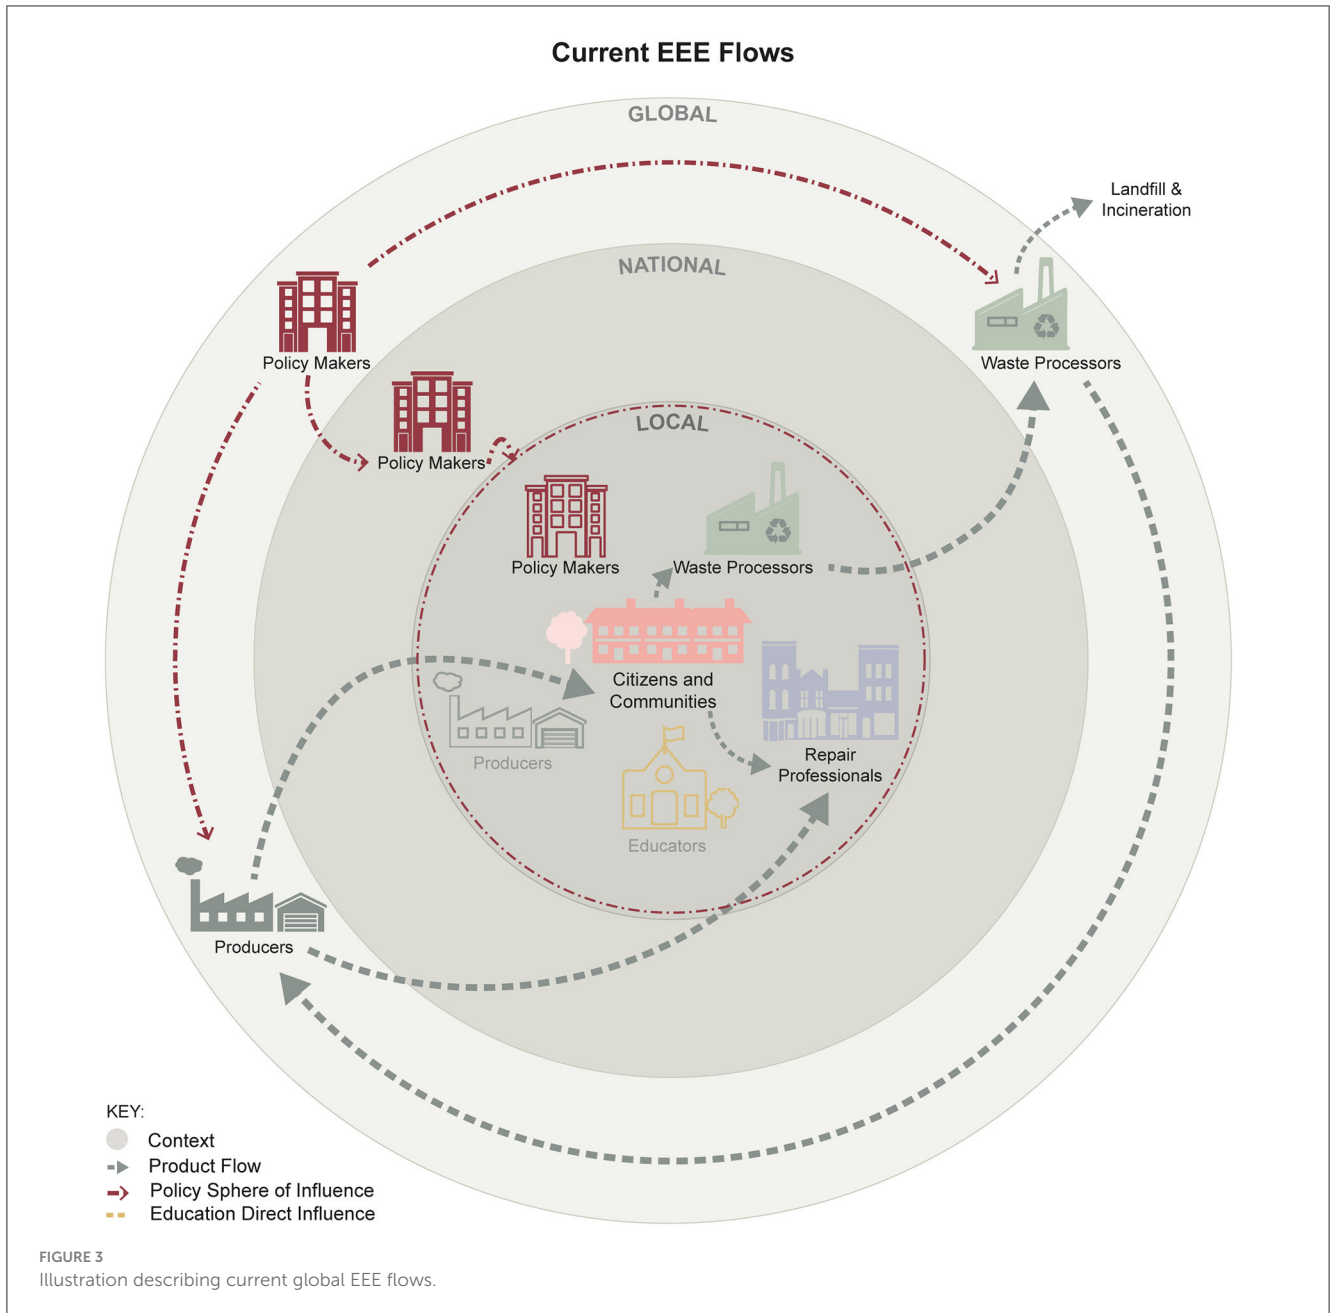 Current EEE Flows
GLOBAL
Landfill &
Incineration
NATIONAL
Policy Makers
Waste Processors
LOCAL
Policy Makers
Policy Makers
Waste Processors
Citizens and
Communities
Producers
Repair
Professionals
Educators
Producers
KEY:
Context
Product Flow
Policy Sphere of Influence
Education Direct Influence
FIGURE 3
Illustration describing current global EEE flows.